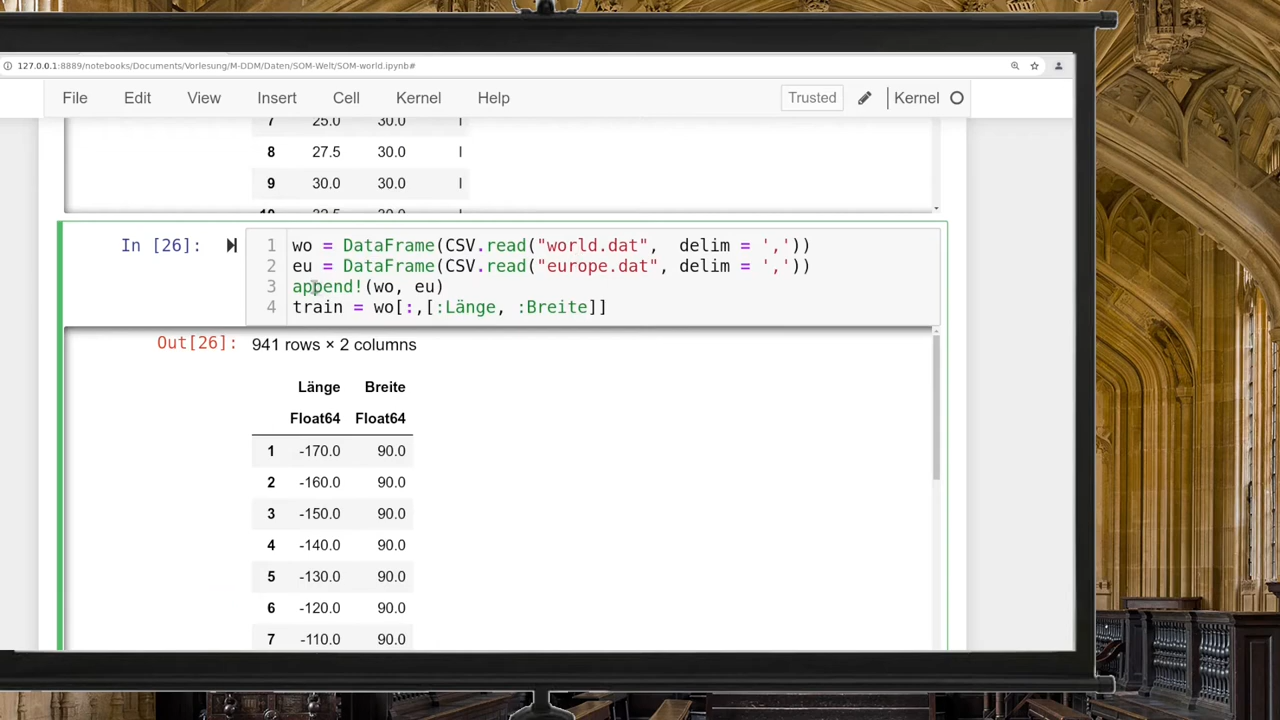 127.0.0.1:8889/notebooks/Documents/Vorlesung/M-DDM/Daten/SOM-Welt/SOM-world.ipynb#
File Edit View Insert Cell Kernel Help Trusted Kernel
7 25.0 30.0 l
8 27.5 30.0 l
9 30.0 30.0 l
10 32.5 30.0 l
In [26]:
1 wo = DataFrame(CSV.read("world.dat", delim = ','))
2 eu = DataFrame(CSV.read("europe.dat", delim = ','))
3 append!(wo, eu)
4 train = wo[:,[:Länge, :Breite]]
Out[26]: 941 rows × 2 columns
Länge Breite
Float64 Float64
1 -170.0 90.0
2 -160.0 90.0
3 -150.0 90.0
4 -140.0 90.0
5 -130.0 90.0
6 -120.0 90.0
7 -110.0 90.0